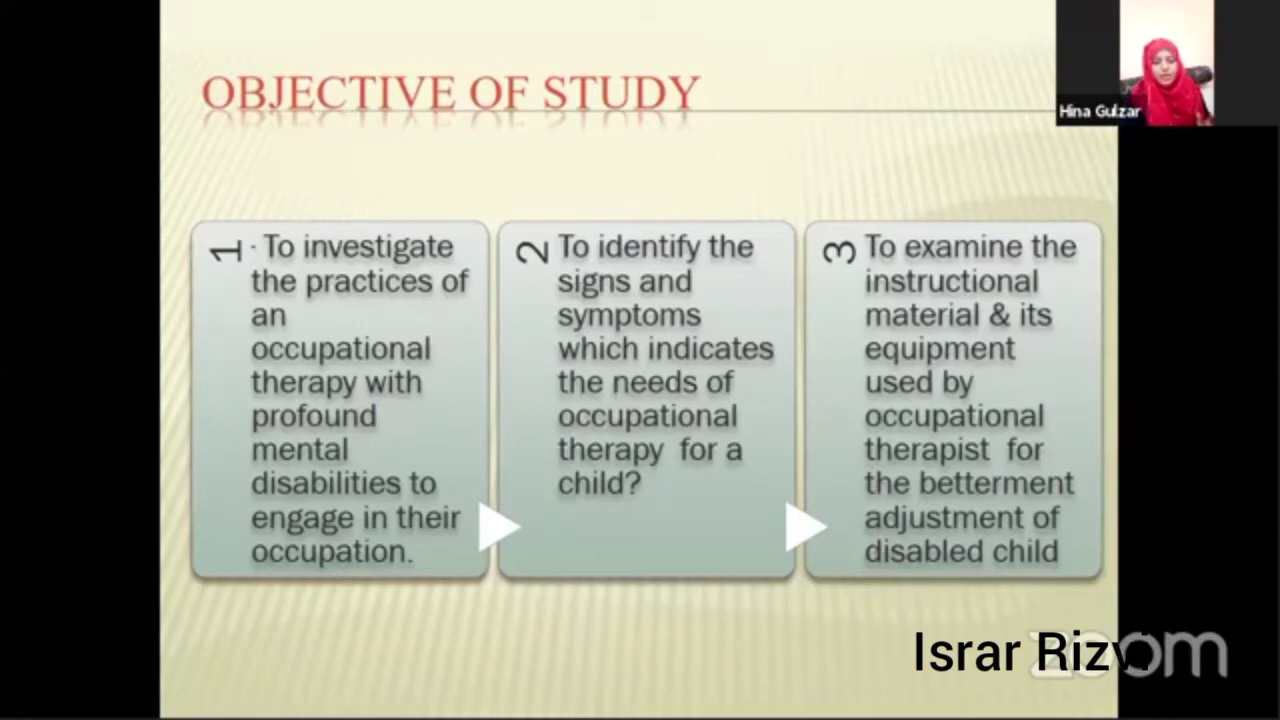 OBJECTIVE OF STUDY
Hina Gulzar
1
· To investigate
the practices of
an
occupational
therapy with
profound
mental
disabilities to
engage in their
occupation.
2
To identify the
signs and
symptoms
which indicates
the needs of
occupational
therapy for a
child?
3
To examine the
instructional
material & its
equipment
used by
occupational
therapist for
the betterment
adjustment of
disabled child
Israr Rizvi
zoom